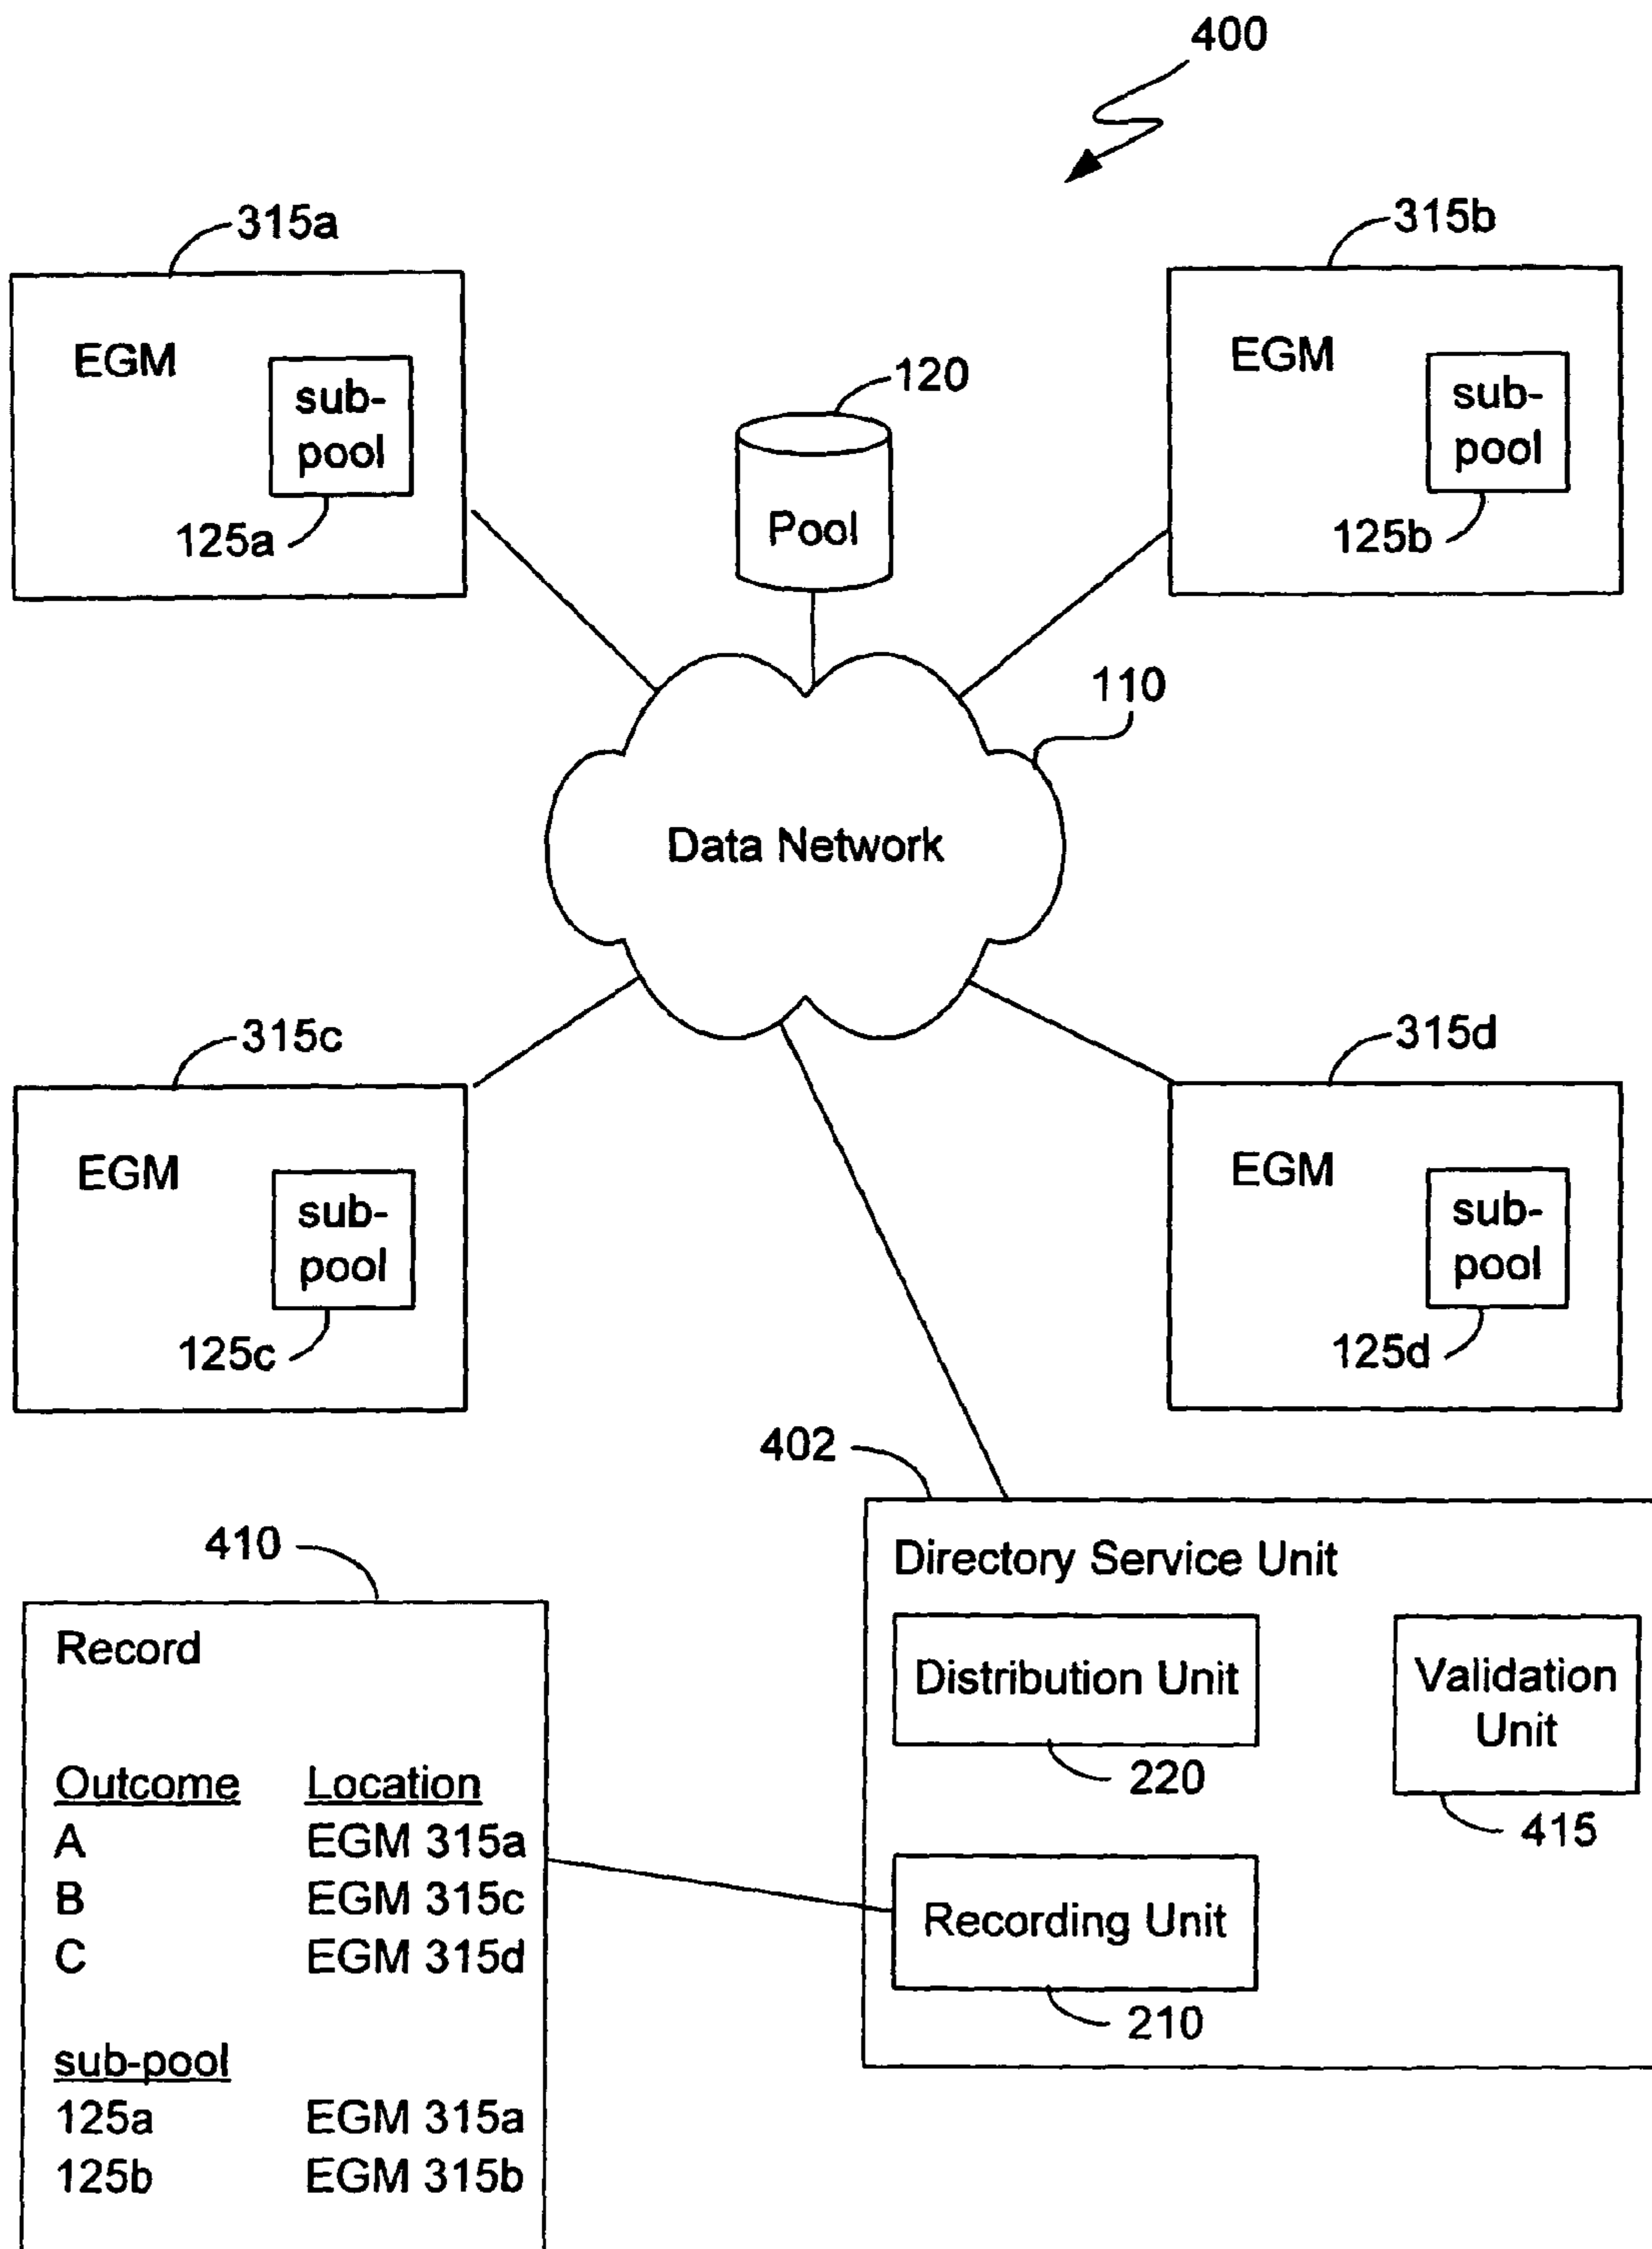 400
315a
315b
EGM
sub-
pool
125a
120
Pool
EGM
sub-
pool
125b
110
Data Network
315c
315d
EGM
sub-
pool
125c
EGM
sub-
pool
125d
402
410
Directory Service Unit
Distribution Unit
220
Validation
Unit
415
Recording Unit
210
Record
Outcome Location
A EGM 315a
B EGM 315c
C EGM 315d
sub-pool
125a EGM 315a
125b EGM 315b